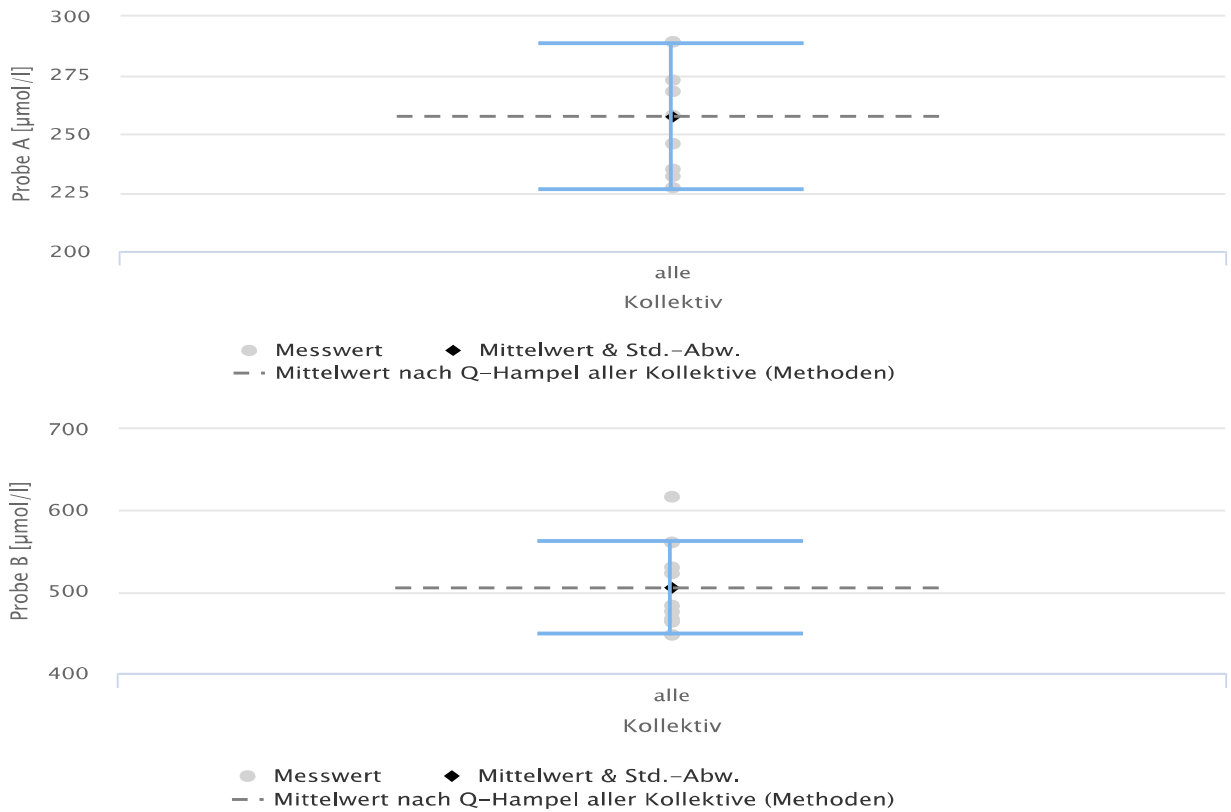 300
275
250
225
200
Probe A [µmol/l]
alle
Kollektiv
Messwert Mittelwert & Std.-Abw.
Mittelwert nach Q-Hampel aller Kollektive (Methoden)
700
600
500
400
Probe B [µmol/l]
alle
Kollektiv
Messwert Mittelwert & Std.-Abw.
Mittelwert nach Q-Hampel aller Kollektive (Methoden)